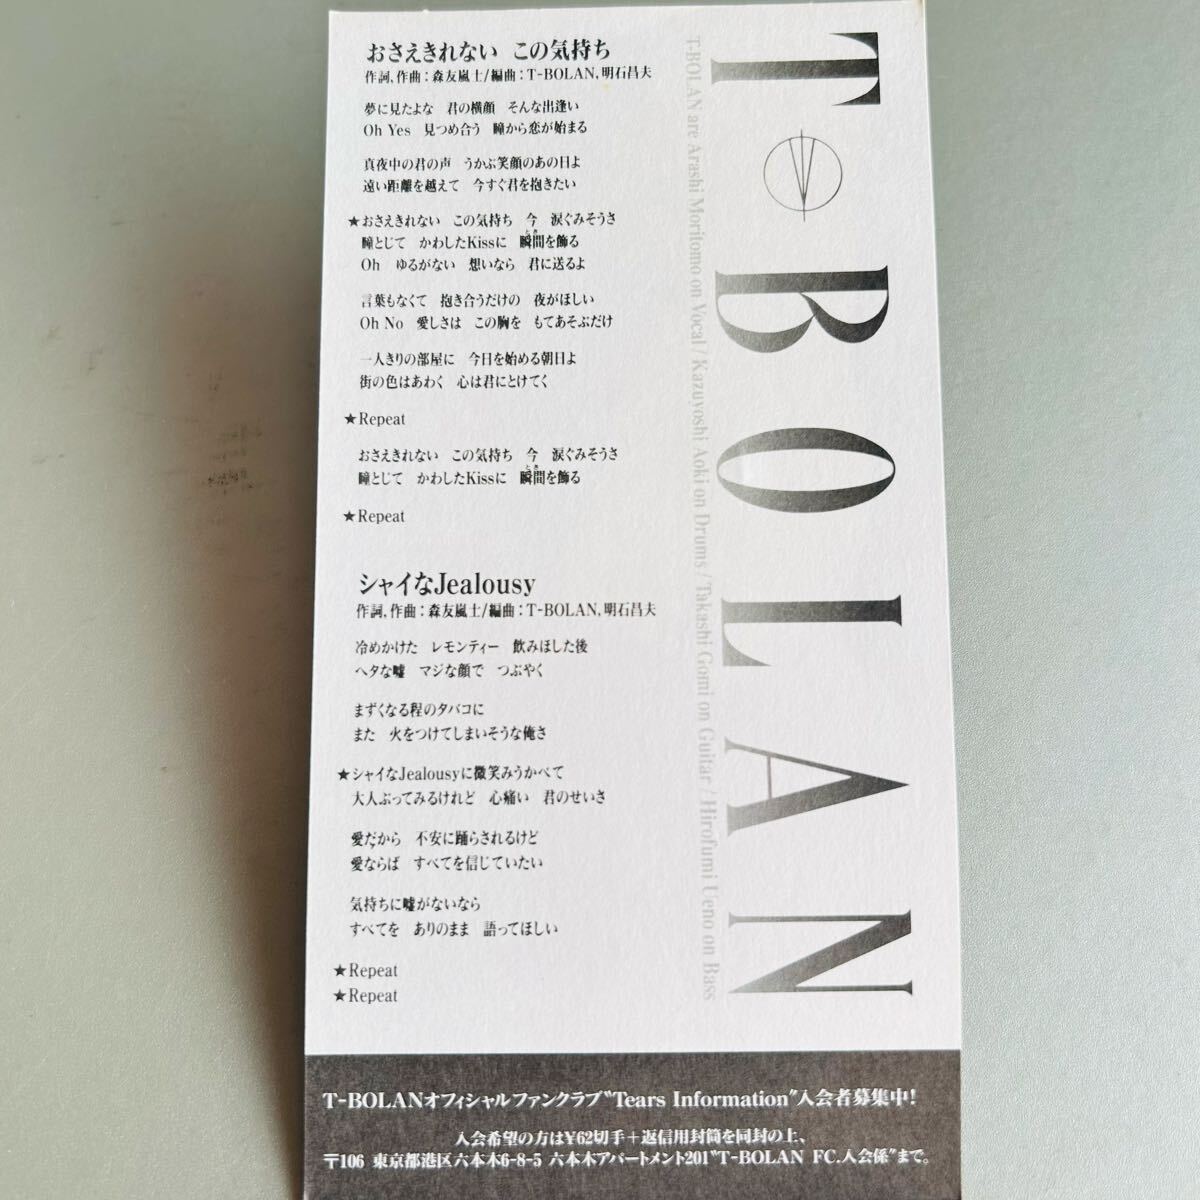 おさえきれない この気持ち
作詞,作曲:森友嵐士/編曲:T-BOLAN,明石昌夫
夢に見たよな 君の横顔 そんな出逢い
Oh Yes 見つめ合う 瞳から恋が始まる
真夜中の君の声 うかぶ笑顔のあの日よ
遠い距離を越えて 今すぐ君を抱きたい
★おさえきれない この気持ち 今 涙ぐみそうさ
瞳とじて かわしたKissに 瞬間を飾る
とき
Oh ゆるがない 想いなら 君に送るよ
言葉もなくて 抱き合うだけの 夜がほしい
Oh No 愛しさは この胸を もてあそぶだけ
一人きりの部屋に 今日を始める朝日よ
街の色はあわく 心は君にとけてく
★Repeat
おさえきれない この気持ち 今 涙ぐみそうさ
瞳とじて かわしたKissに 瞬間を飾る
とき
★Repeat
シャイなJealousy
作詞,作曲:森友嵐士/編曲:T-BOLAN,明石昌夫
冷めかけた レモンティー 飲みほした後
ヘタな嘘 マジな顔で つぶやく
まずくなる程のタバコに
また 火をつけてしまいそうな俺さ
★シャイなJealousyに微笑みうかべて
大人ぶってみるけれど 心痛い 君のせいさ
愛だから 不安に踊らされるけど
愛ならば すべてを信じていたい
気持ちに嘘がないなら
すべてを ありのまま 語ってほしい
★Repeat
★Repeat
T-BOLAN
T-BOLAN are Arashi Moritomo on Vocal / Kazuyoshi Aoki on Drums / Takashi Gomi on Guitar / Hirofumi Ueno on Bass
T-BOLANオフィシャルファンクラブ"Tears Information"入会者募集中!
入会希望の方は¥62切手+返信用封筒を同封の上、
〒106 東京都港区六本木6-8-5 六本木アパートメント201"T-BOLAN FC.入会係"まで。